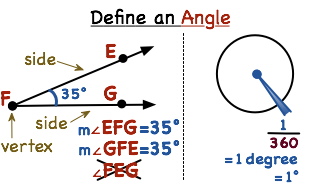 Define an Angle
side
E
F
35°
G
side
vertex
m∠EFG=35°
m∠GFE=35°
∠FEG
1
360
=1 degree
=1°